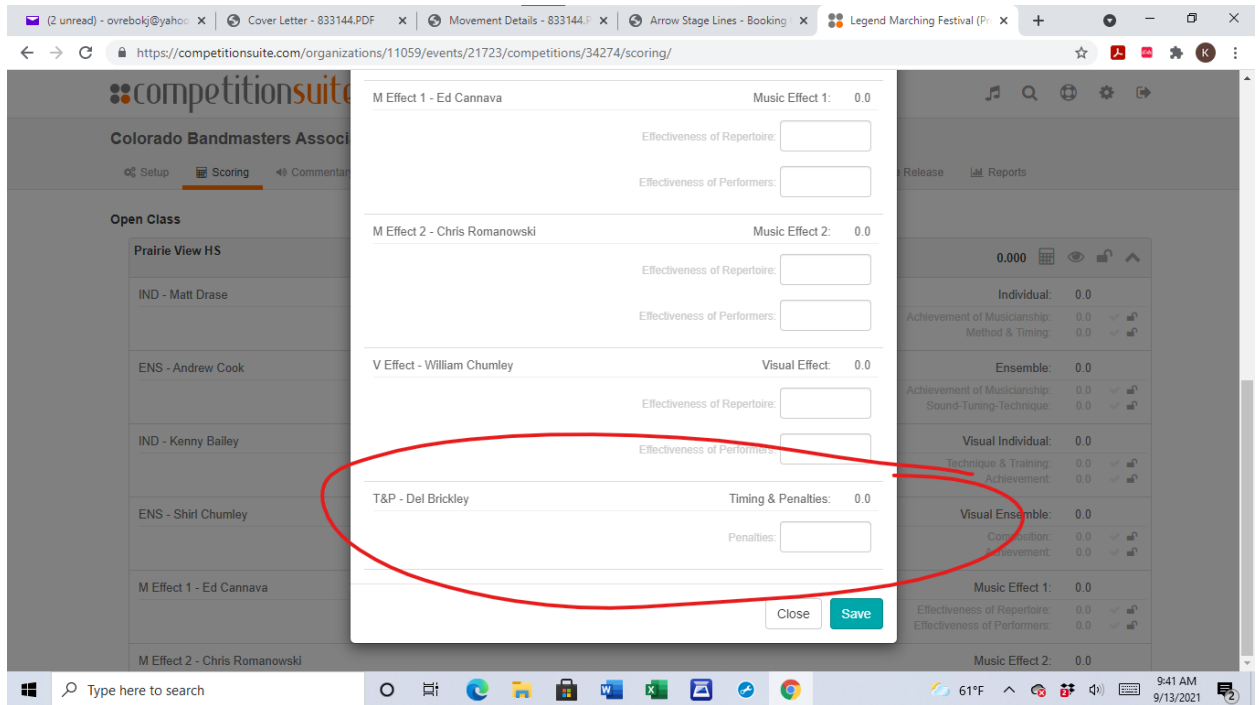 (2 unread) - ovrebokj@yahoo
Cover Letter - 833144.PDF
Movement Details - 833144.P
Arrow Stage Lines - Booking
Legend Marching Festival (Pr
https://competitionsuite.com/organizations/11059/events/21723/competitions/34274/scoring/
K
competitionsuite
Colorado Bandmasters Associ
Setup Scoring Commentar Release Reports
Open Class
Prairie View HS 0.000
IND - Matt Drase Individual: 0.0
Achievement of Musicianship: 0.0
Method & Timing: 0.0
ENS - Andrew Cook Ensemble: 0.0
Achievement of Musicianship: 0.0
Sound-Tuning-Technique: 0.0
IND - Kenny Bailey Visual Individual: 0.0
Technique & Training: 0.0
Achievement: 0.0
ENS - Shirl Chumley Visual Ensemble: 0.0
Composition: 0.0
Achievement: 0.0
M Effect 1 - Ed Cannava Music Effect 1: 0.0
Effectiveness of Repertoire: 0.0
Effectiveness of Performers: 0.0
M Effect 2 - Chris Romanowski Music Effect 2: 0.0
M Effect 1 - Ed Cannava Music Effect 1: 0.0
Effectiveness of Repertoire:
Effectiveness of Performers:
M Effect 2 - Chris Romanowski Music Effect 2: 0.0
Effectiveness of Repertoire:
Effectiveness of Performers:
V Effect - William Chumley Visual Effect: 0.0
Effectiveness of Repertoire:
Effectiveness of Performers:
T&P - Del Brickley Timing & Penalties: 0.0
Penalties:
Close Save
Type here to search
61°F
9:41 AM
9/13/2021
2